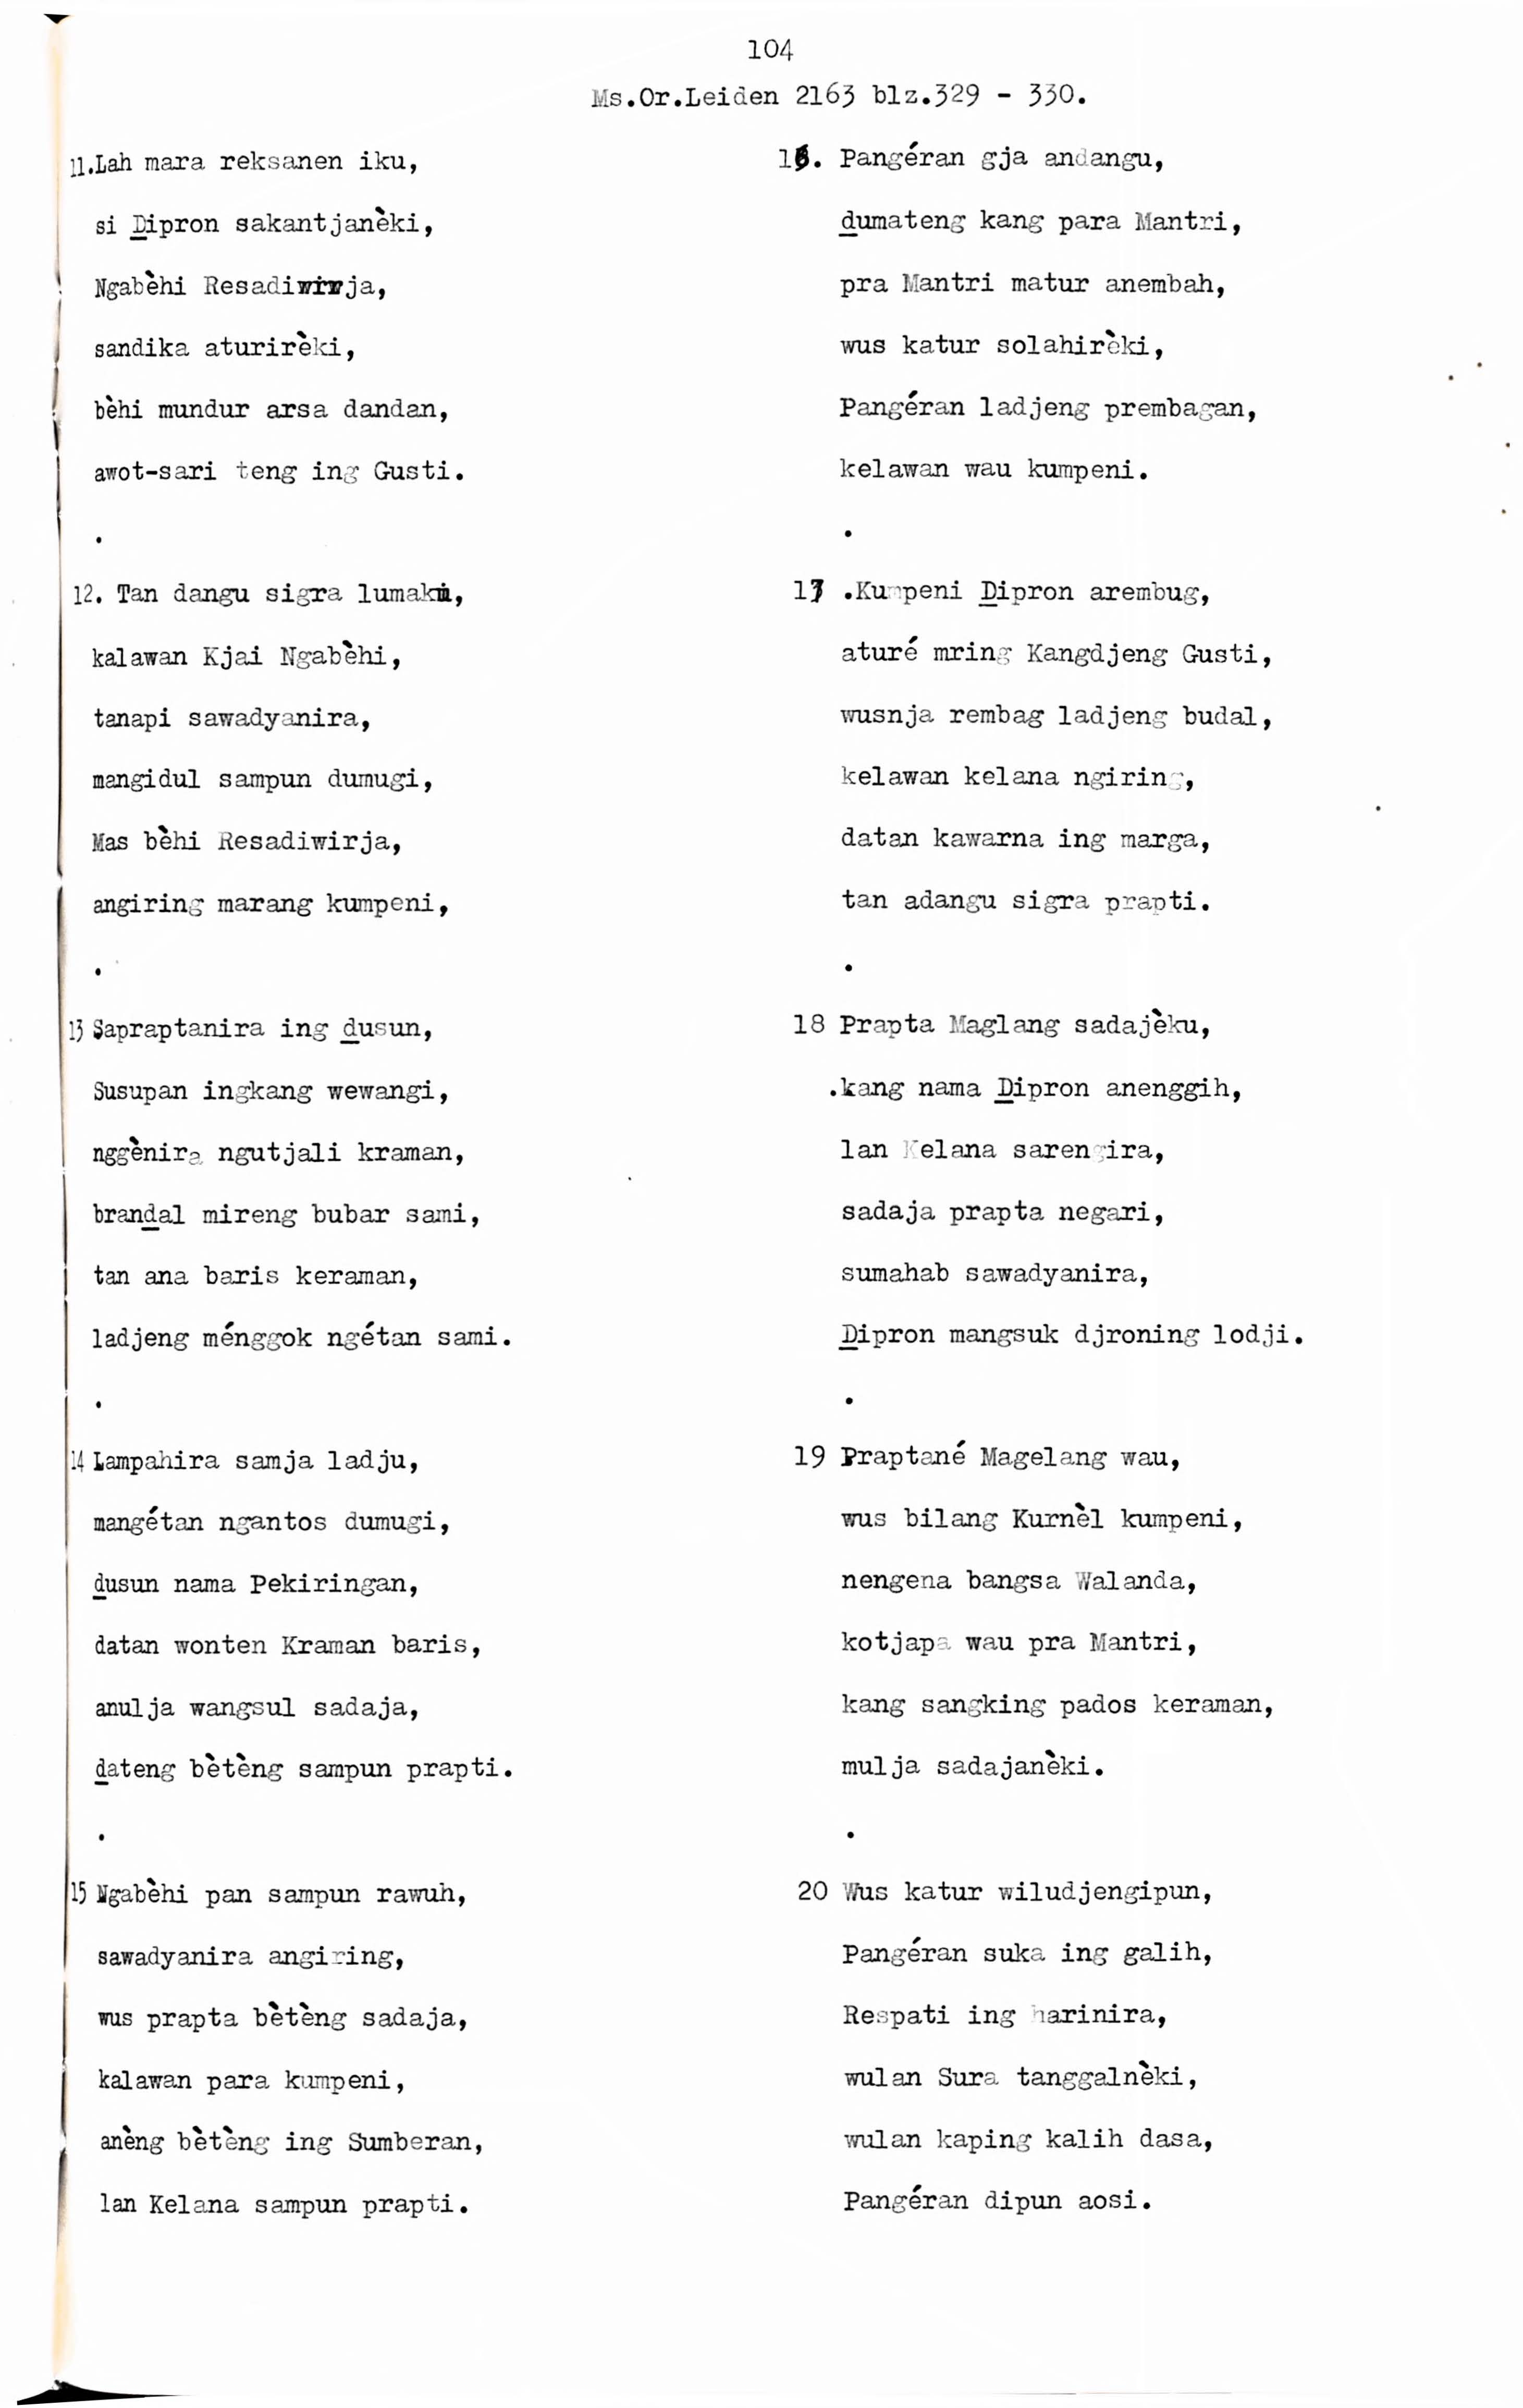 104
Ms.Or.Leiden 2163 blz.329 - 330.
11.Lah mara reksanen iku,
si D̲ipron sakantjanèki,
Ngabèhi Resadiwirja,
sandika aturirèki,
bèhi mundur arsa dandan,
awot-sari teng ing Gusti.
.
12. Tan dangu sigra lumaku,
kalawan Kjai Ngabèhi,
tanapi sawadyanira,
mangidul sampun dumugi,
Mas bèhi Resadiwirja,
angiring marang kumpeni,
.
13 Sapraptanira ing d̲usun,
Susupan ingkang wewangi,
nggènira ngutjali kraman,
brand̲al mireng bubar sami,
tan ana baris keraman,
ladjeng ménggok ngétan sami.
.
14 Lampahira samja ladju,
mangétan ngantos dumugi,
d̲usun nama Pekiringan,
datan wonten Kraman baris,
anulja wangsul sadaja,
d̲ateng bètèng sampun prapti.
.
15 Ngabèhi pan sampun rawuh,
sawadyanira angiring,
wus prapta bètèng sadaja,
kalawan para kumpeni,
anèng bètèng ing Sumberan,
lan Kelana sampun prapti.
16. Pangéran gja andangu,
d̲umateng kang para Mantri,
pra Mantri matur anembah,
wus katur solahirèki,
Pangéran ladjeng prembagan,
kelawan wau kumpeni.
.
17 .Kumpeni D̲ipron arembug,
aturé mring Kangdjeng Gusti,
wusnja rembag ladjeng budal,
kelawan kelana ngiring,
datan kawarna ing marga,
tan adangu sigra prapti.
.
18 Prapta Maglang sadajèku,
.kang nama D̲ipron anenggih,
lan Kelana sarengira,
sadaja prapta negari,
sumahab sawadyanira,
D̲ipron mangsuk djroning lodji.
.
19 Praptané Magelang wau,
wus bilang Kurnèl kumpeni,
nengena bangsa Walanda,
kotjapa wau pra Mantri,
kang sangking pados keraman,
mulja sadajanèki.
.
20 Wus katur wiludjengipun,
Pangéran suka ing galih,
Respati ing harinira,
wulan Sura tanggalnèki,
wulan kaping kalih dasa,
Pangéran dipun aosi.